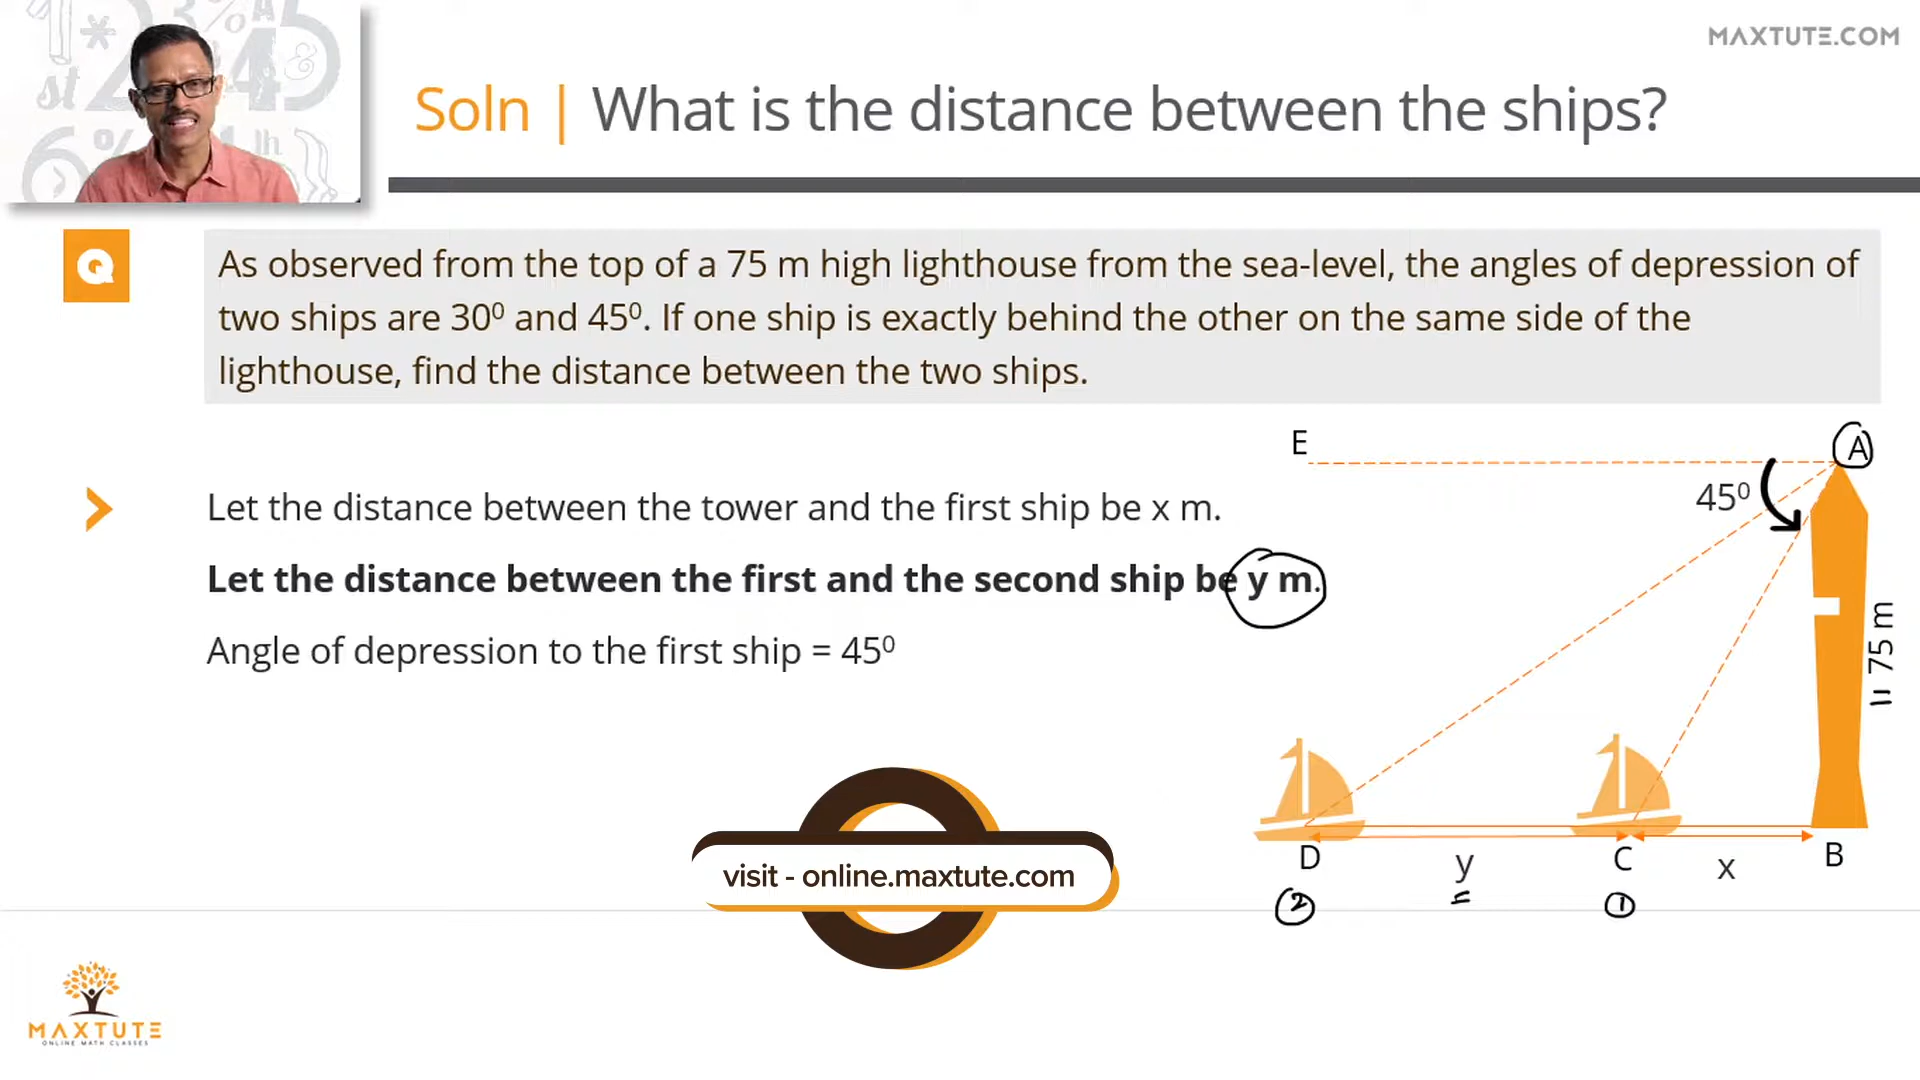 MAXTUTE.COM
Soln | What is the distance between the ships?
Q
As observed from the top of a 75 m high lighthouse from the sea-level, the angles of depression of
two ships are 30⁰ and 45⁰. If one ship is exactly behind the other on the same side of the
lighthouse, find the distance between the two ships.
Let the distance between the tower and the first ship be x m.
Let the distance between the first and the second ship be y m.
Angle of depression to the first ship = 45⁰
E
A
45⁰
75 m
D
y
C
x
B
2
1
visit - online.maxtute.com
MAXTUTE
ONLINE MATH CLASSES